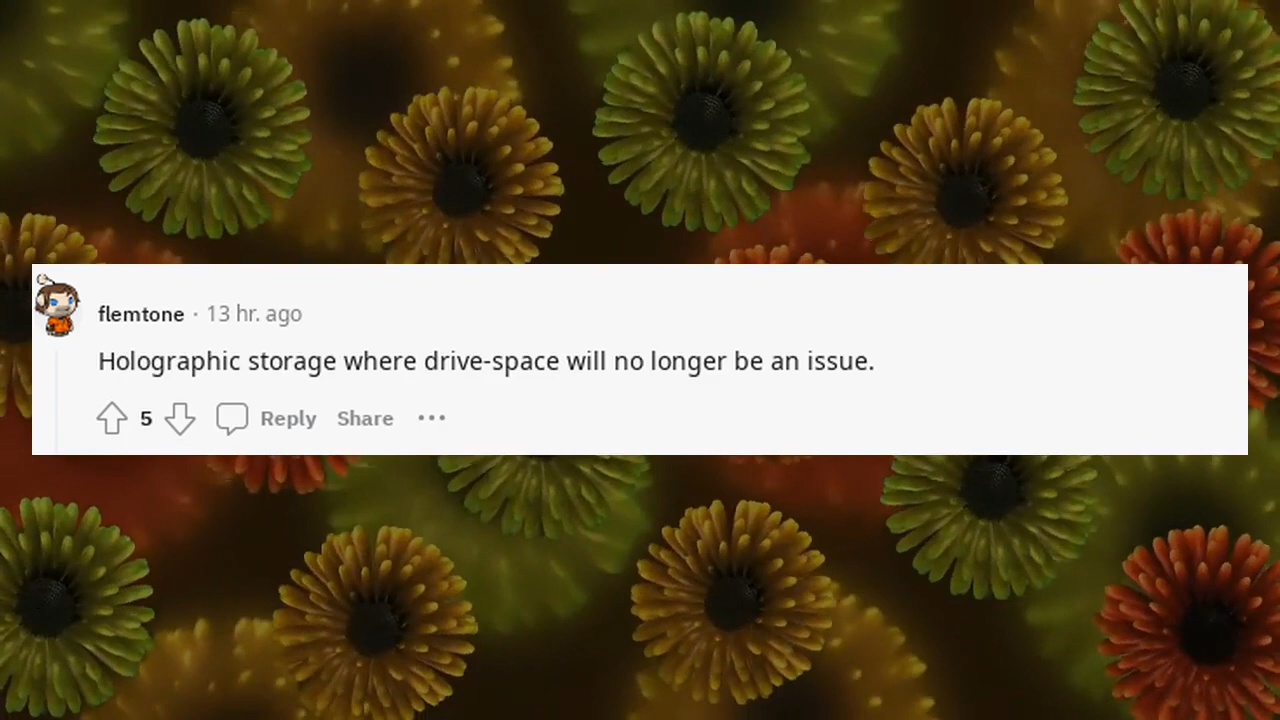 flemtone · 13 hr. ago
Holographic storage where drive-space will no longer be an issue.
5 Reply Share ···